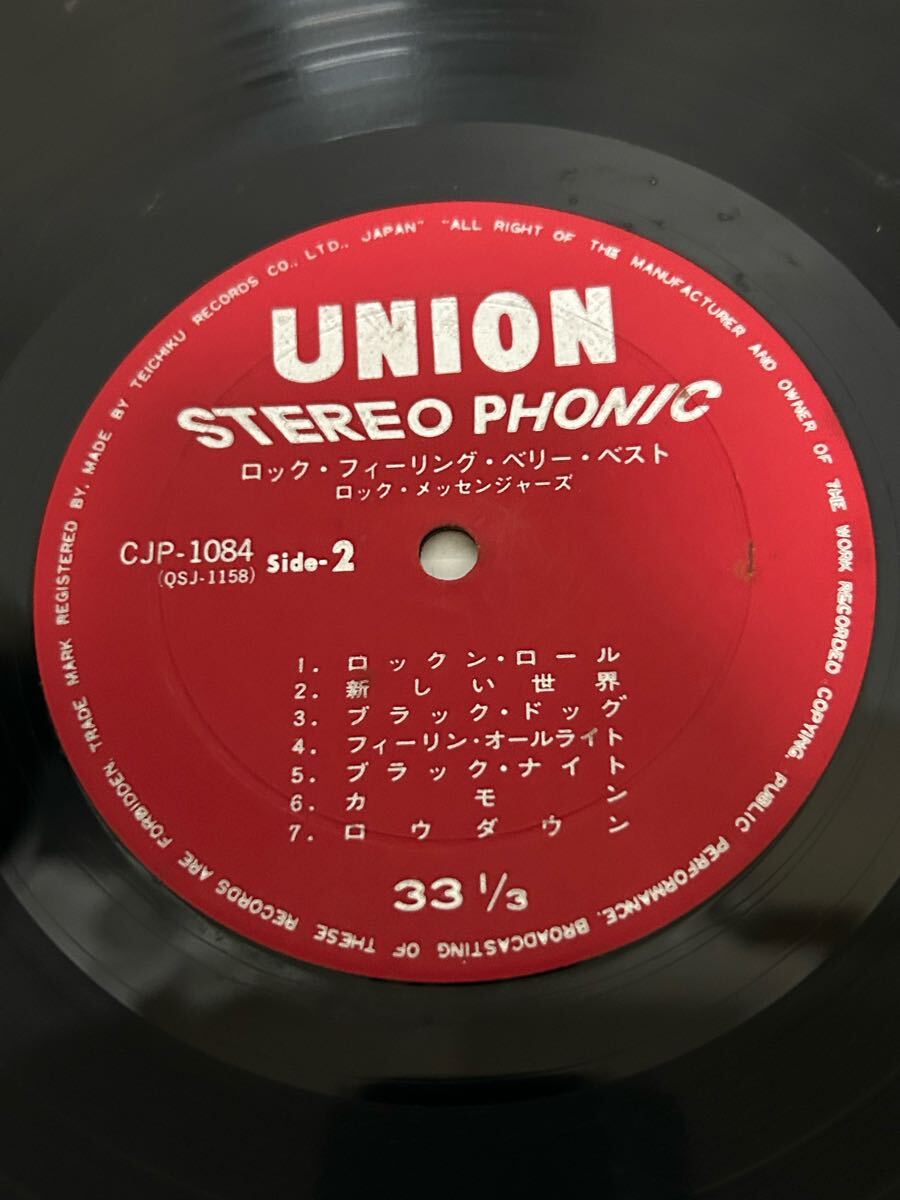 UNION
STEREO PHONIC
ロック・フィーリング・ベリー・ベスト
ロック・メッセンジャーズ
CJP-1084 Side-2
(QSJ-1158)
1. ロックン・ロール
2. 新しい世界
3. ブラック・ドッグ
4. フィーリン・オールライト
5. ブラック・ナイト
6. カモン
7. ロウダウン
33 1/3
TRADE MARK REGISTERED BY, MADE BY TEICHIKU RECORDS CO., LTD., JAPAN" "ALL RIGHT OF THE MANUFACTURER AND OWNER OF THE WORK RECORDED COPYING, PUBLIC PERFORMANCE, BROADCASTING OF THESE RECORDS ARE FORBIDDEN,